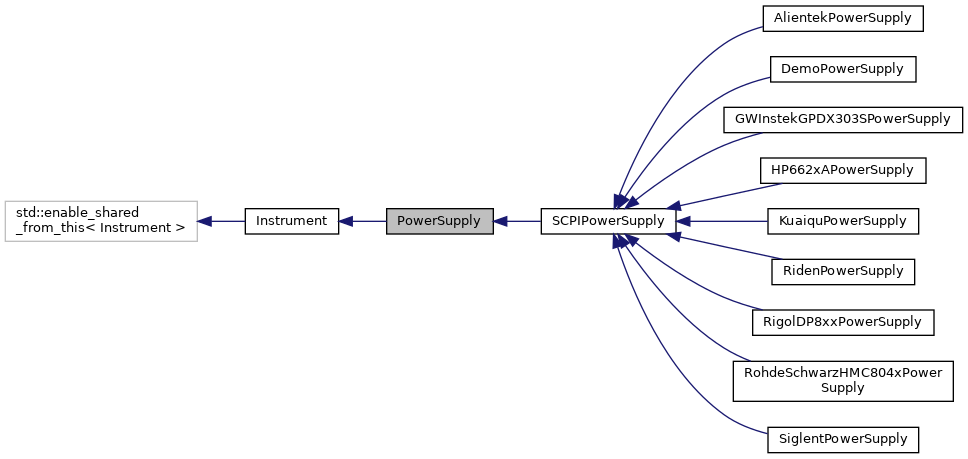 AlientekPowerSupply
DemoPowerSupply
GWInstekGPDX303SPowerSupply
HP662xAPowerSupply
std::enable_shared
_from_this< Instrument >
Instrument
PowerSupply
SCPIPowerSupply
KuaiquPowerSupply
RidenPowerSupply
RigolDP8xxPowerSupply
RohdeSchwarzHMC804xPower
Supply
SiglentPowerSupply